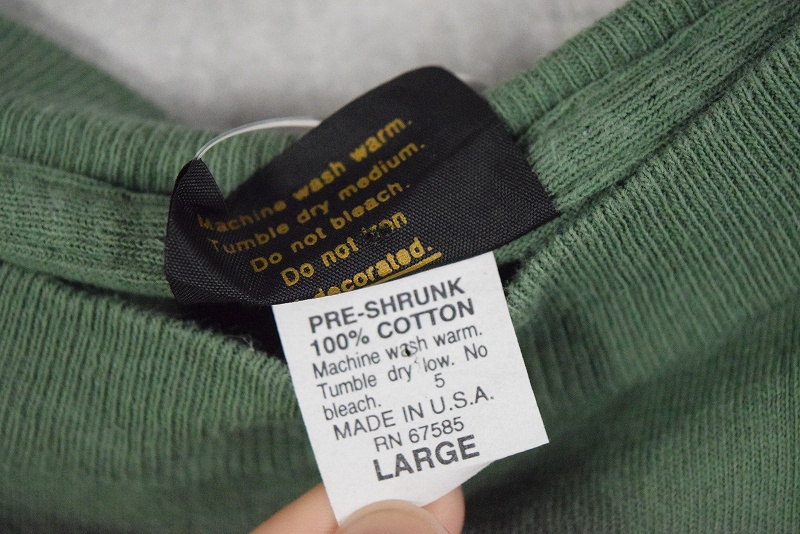 Machine wash warm.
Tumble dry medium.
Do not bleach.
Do not iron
decorated.
PRE-SHRUNK
100% COTTON
Machine wash warm.
Tumble dry low. No
bleach. 5
MADE IN U.S.A.
RN 67585
LARGE